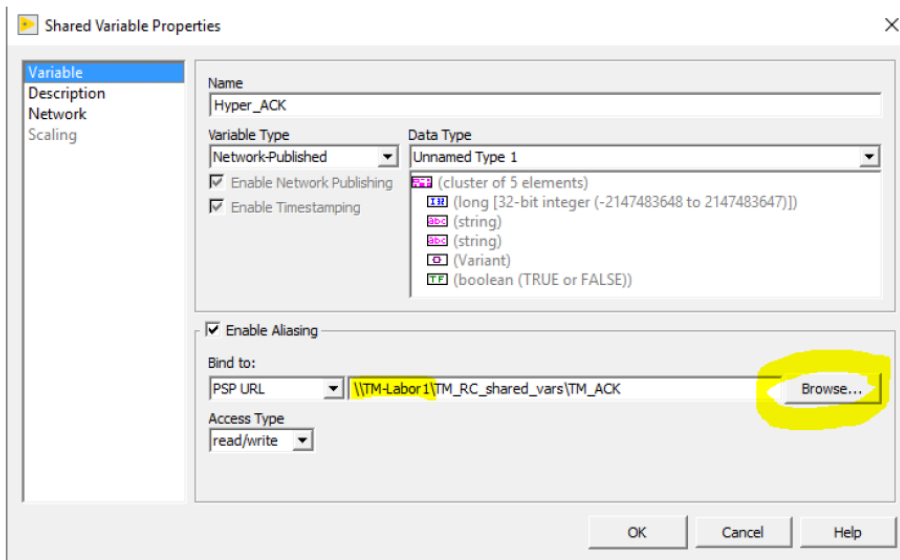 Shared Variable Properties
Variable
Description
Network
Scaling
Name
Hyper_ACK
Variable Type
Data Type
Network-Published
Unnamed Type 1
Enable Network Publishing
Enable Timestamping
(cluster of 5 elements)
I32 (long [32-bit integer (-2147483648 to 2147483647)])
abc (string)
abc (string)
(Variant)
TF (boolean (TRUE or FALSE))
Enable Aliasing
Bind to:
PSP URL
\\TM-Labor1\TM_RC_shared_vars\TM_ACK
Browse...
Access Type
read/write
OK
Cancel
Help